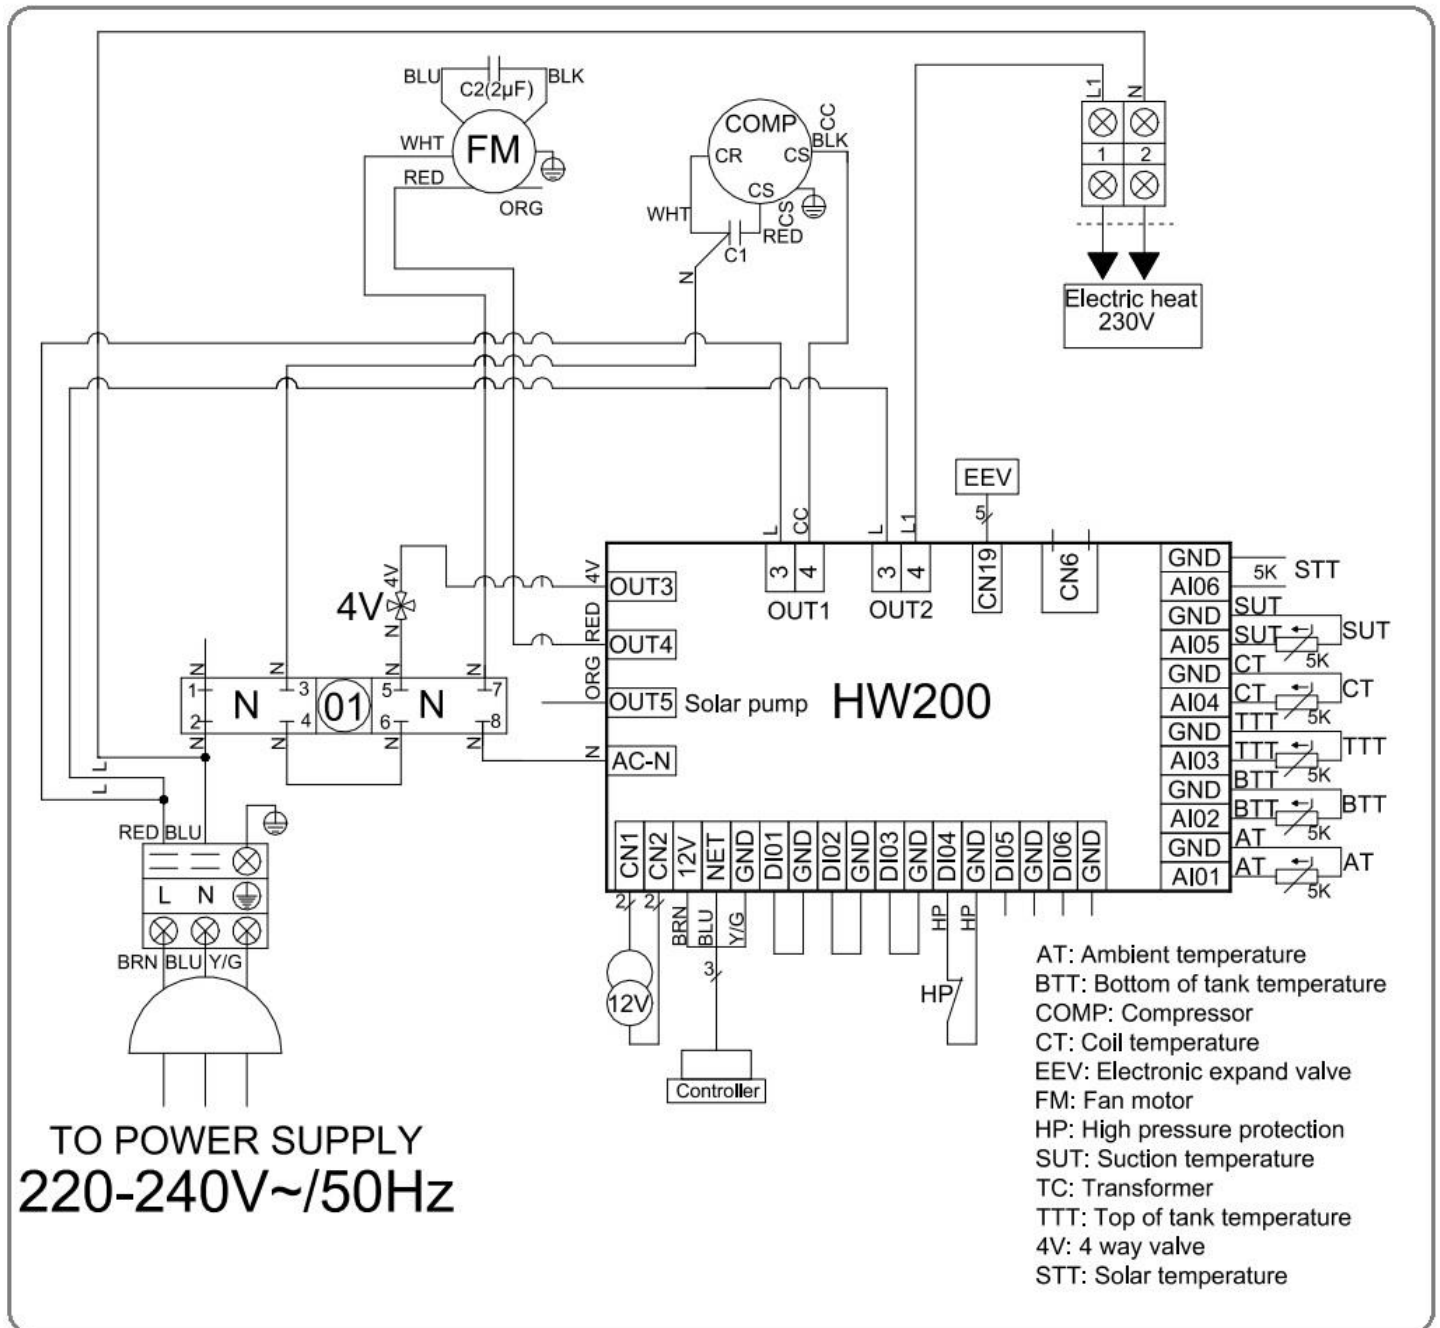 BLU
BLK
C2(2μF)
WHT
FM
RED
ORG
COMP
CC
BLK
CR
CS
CS
CS
WHT
RED
C1
N
L1
N
1
2
Electric heat
230V
EEV
5
L
CC
L
L1
3
4
3
4
OUT1
OUT2
CN19
CN6
4V
4V
N
4V
OUT3
RED
OUT4
ORG
OUT5
Solar pump
HW200
N
AC-N
N
N
N
N
1
3
5
7
N
01
N
2
4
6
8
N
N
N
N
L
L
GND
AI06
GND
AI05
GND
AI04
GND
AI03
GND
AI02
GND
AI01
5K
STT
SUT
SUT
SUT
5K
CT
CT
CT
5K
TTT
TTT
TTT
5K
BTT
BTT
BTT
5K
AT
AT
AT
5K
CN1
CN2
12V
NET
GND
DI01
GND
DI02
GND
DI03
GND
DI04
GND
DI05
GND
DI06
GND
2
2
BRN
BLU
Y/G
HP
HP
3
12V
HP
Controller
RED
BLU
L
N
BRN
BLU
Y/G
TO POWER SUPPLY
220-240V~/50Hz
AT: Ambient temperature
BTT: Bottom of tank temperature
COMP: Compressor
CT: Coil temperature
EEV: Electronic expand valve
FM: Fan motor
HP: High pressure protection
SUT: Suction temperature
TC: Transformer
TTT: Top of tank temperature
4V: 4 way valve
STT: Solar temperature